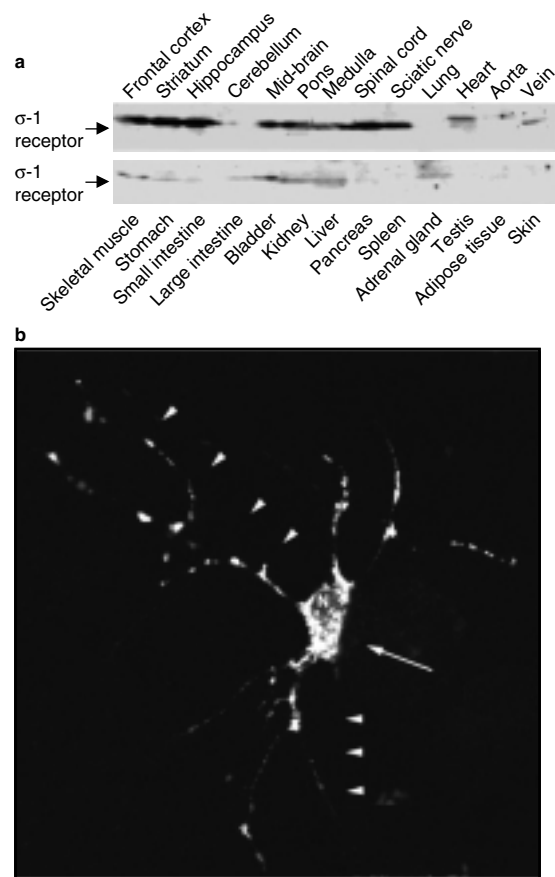 a
Frontal cortex
Striatum
Hippocampus
Cerebellum
Mid-brain
Pons
Medulla
Spinal cord
Sciatic nerve
Lung
Heart
Aorta
Vein
σ-1
receptor
σ-1
receptor
Skeletal muscle
Stomach
Small intestine
Large intestine
Bladder
Kidney
Liver
Pancreas
Spleen
Adrenal gland
Testis
Adipose tissue
Skin
b
N